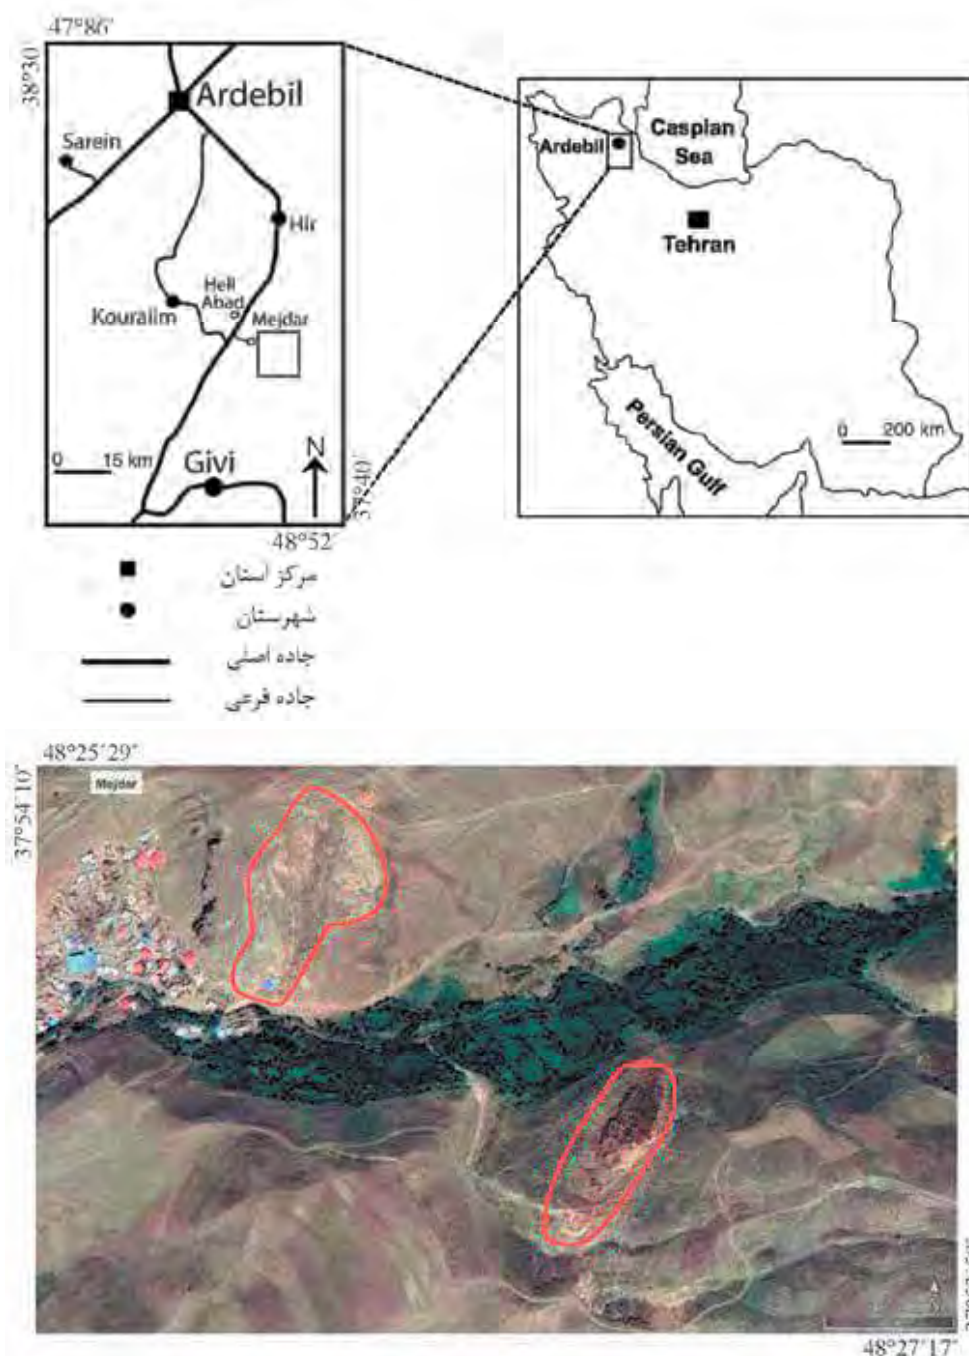 47°86′
38°30′
Ardebil
Sarein
Hir
Heli
Abad
Kouraiim
Mejdar
0 15 km
N
Givi
37°40′
48°52
Ardebil
Caspian
Sea
Tehran
Persian Gulf
0 200 km
مرکز استان
شهرستان
جاده اصلی
جاده فرعی
48°25′29″
37°54′10″
Mejdar
48°27′17″